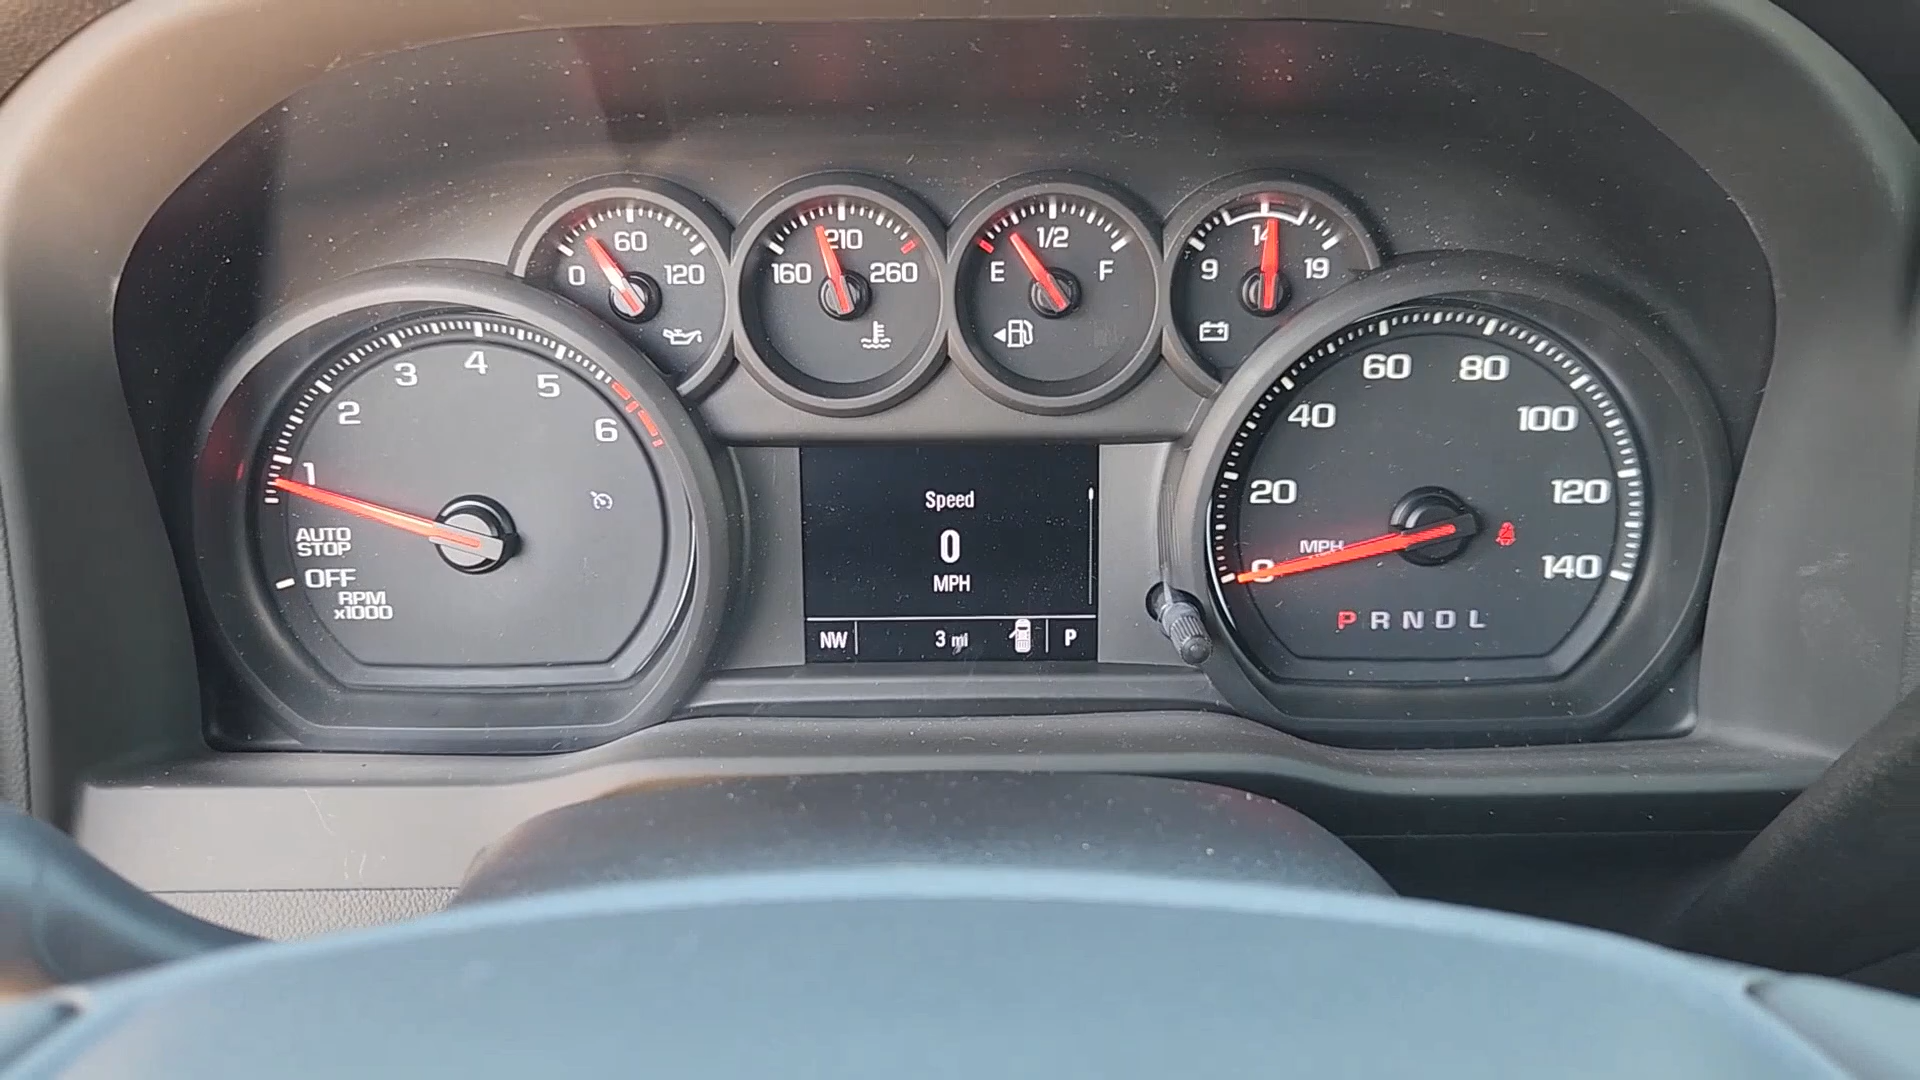 0 60 120
160 210 260
E 1/2 F
9 14 19
1 2 3 4 5 6
AUTO
STOP
OFF
RPM
x1000
Speed
0
MPH
NW 3 mi P
0 20 40 60 80 100 120 140
MPH
P R N D L